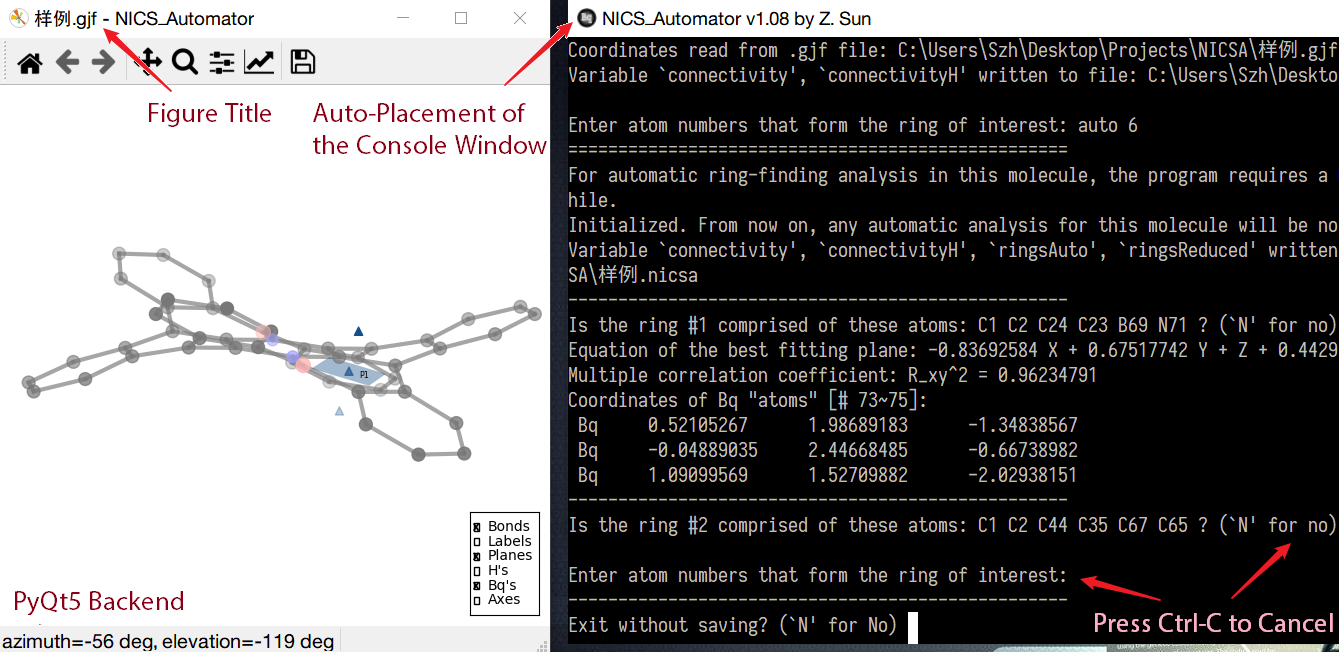 样例.gjf - NICS_Automator
Figure Title
Auto-Placement of
the Console Window
P1
Bonds
Labels
Planes
H's
Bq's
Axes
PyQt5 Backend
azimuth=-56 deg, elevation=-119 deg
Bq
NICS_Automator v1.08 by Z. Sun
Coordinates read from .gjf file: C:\Users\Szh\Desktop\Projects\NICSA\样例.gjf
Variable `connectivity', `connectivityH' written to file: C:\Users\Szh\Deskto
Enter atom numbers that form the ring of interest: auto 6
==================================================
For automatic ring-finding analysis in this molecule, the program requires a
hile.
Initialized. From now on, any automatic analysis for this molecule will be no
Variable `connectivity', `connectivityH', `ringsAuto', `ringsReduced' written
SA\样例.nicsa
--------------------------------------------------
Is the ring #1 comprised of these atoms: C1 C2 C24 C23 B69 N71 ? (`N' for no)
Equation of the best fitting plane: -0.83692584 X + 0.67517742 Y + Z + 0.4429
Multiple correlation coefficient: R_xy^2 = 0.96234791
Coordinates of Bq "atoms" [# 73~75]:
Bq 0.52105267 1.98689183 -1.34838567
Bq -0.04889035 2.44668485 -0.66738982
Bq 1.09099569 1.52709882 -2.02938151
--------------------------------------------------
Is the ring #2 comprised of these atoms: C1 C2 C44 C35 C67 C65 ? (`N' for no)
Enter atom numbers that form the ring of interest:
--------------------------------------------------
Exit without saving? (`N' for No)
Press Ctrl-C to Cancel